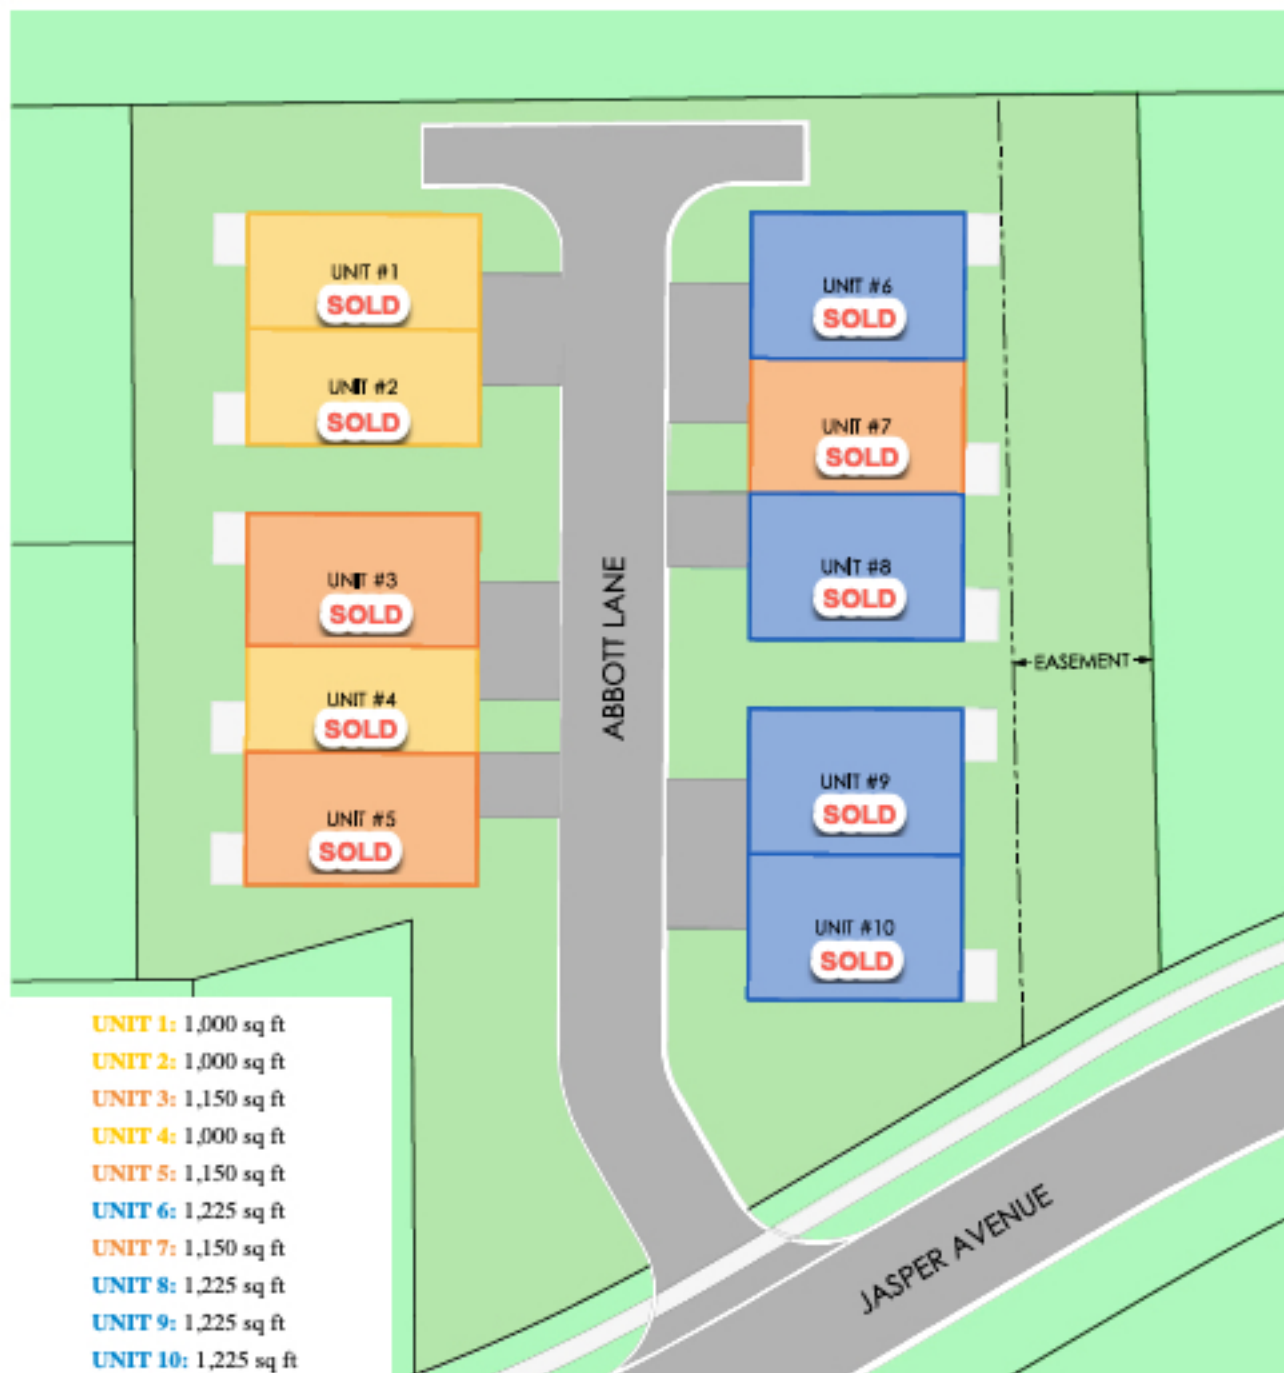 UNIT #1
SOLD
UNIT #2
SOLD
UNIT #3
SOLD
UNIT #4
SOLD
UNIT #5
SOLD
ABBOTT LANE
UNIT #6
SOLD
UNIT #7
SOLD
UNIT #8
SOLD
UNIT #9
SOLD
UNIT #10
SOLD
EASEMENT
JASPER AVENUE
UNIT 1: 1,000 sq ft
UNIT 2: 1,000 sq ft
UNIT 3: 1,150 sq ft
UNIT 4: 1,000 sq ft
UNIT 5: 1,150 sq ft
UNIT 6: 1,225 sq ft
UNIT 7: 1,150 sq ft
UNIT 8: 1,225 sq ft
UNIT 9: 1,225 sq ft
UNIT 10: 1,225 sq ft